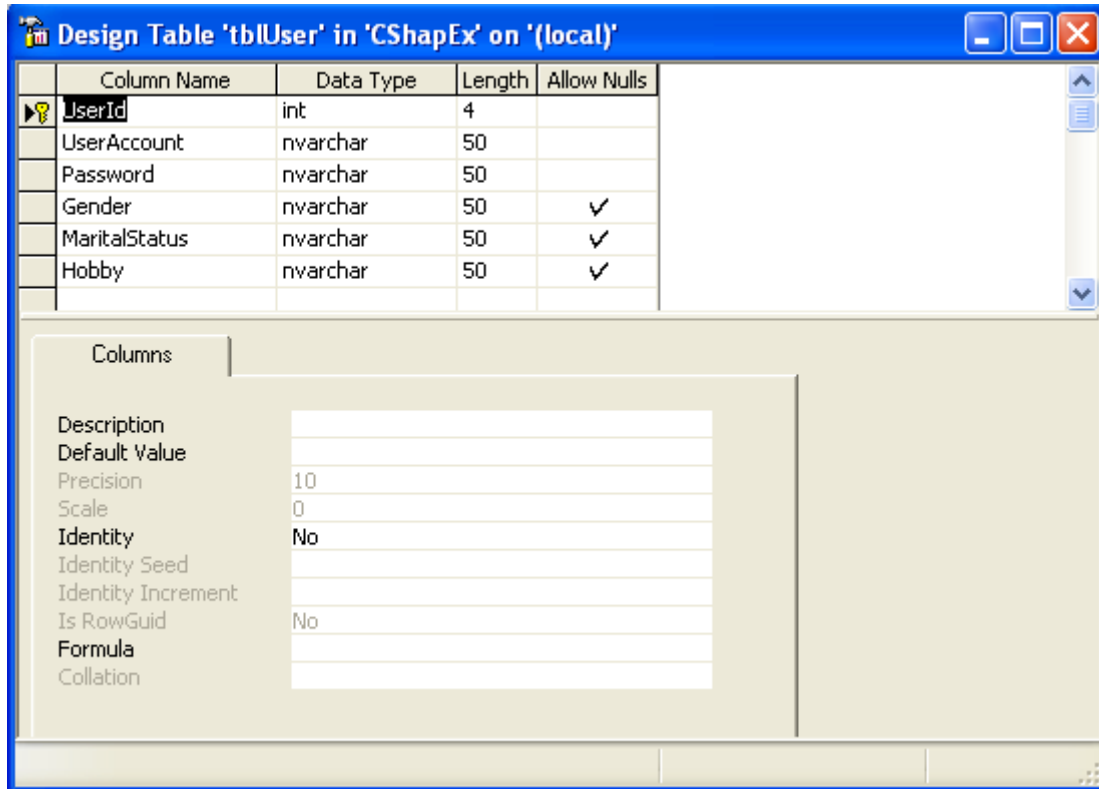 Design Table 'tblUser' in 'CShapEx' on '(local)'
Column Name Data Type Length Allow Nulls
UserId int 4
UserAccount nvarchar 50
Password nvarchar 50
Gender nvarchar 50 ✓
MaritalStatus nvarchar 50 ✓
Hobby nvarchar 50 ✓
Columns
Description
Default Value
Precision 10
Scale 0
Identity No
Identity Seed
Identity Increment
Is RowGuid No
Formula
Collation